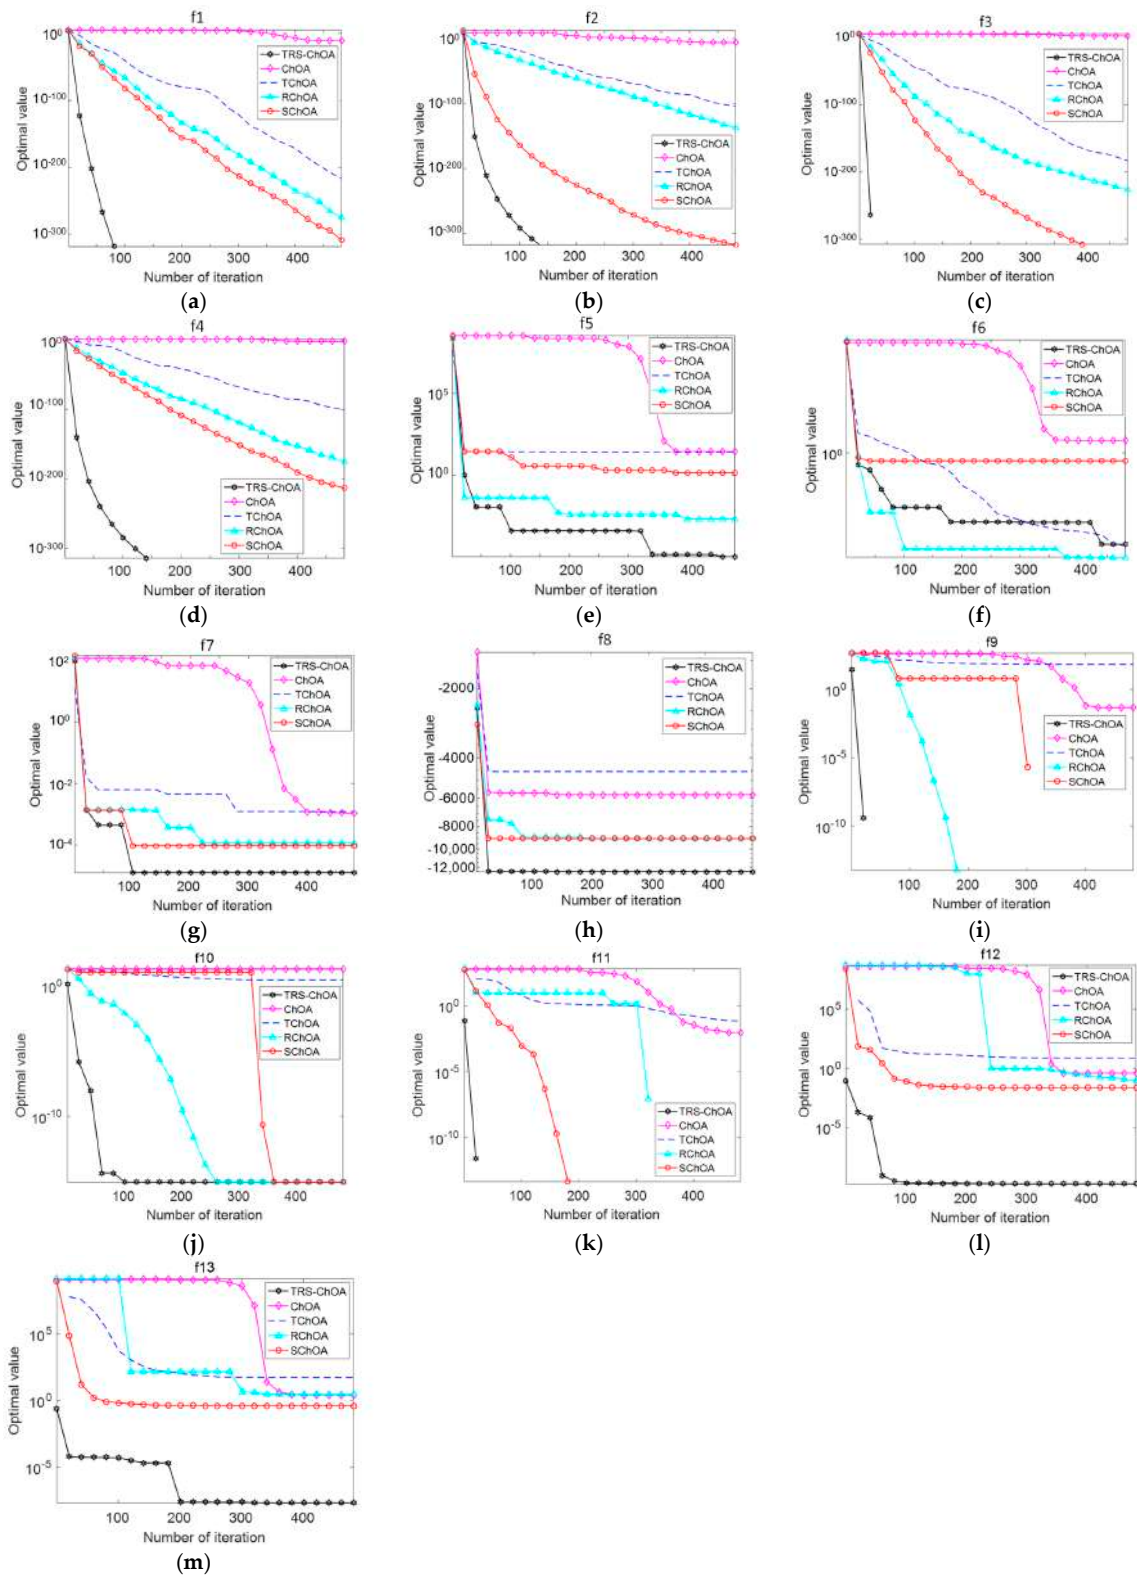 f1
10^0
10^-100
10^-200
10^-300
Optimal value
TRS-ChOA
ChOA
TChOA
RChOA
SChOA
100 200 300 400
Number of iteration
(a)
f2
10^0
10^-100
10^-200
10^-300
Optimal value
TRS-ChOA
ChOA
TChOA
RChOA
SChOA
100 200 300 400
Number of iteration
(b)
f3
10^0
10^-100
10^-200
10^-300
Optimal value
TRS-ChOA
ChOA
TChOA
RChOA
SChOA
100 200 300 400
Number of iteration
(c)
f4
10^0
10^-100
10^-200
10^-300
Optimal value
TRS-ChOA
ChOA
TChOA
RChOA
SChOA
100 200 300 400
Number of iteration
(d)
f5
10^5
10^0
Optimal value
TRS-ChOA
ChOA
TChOA
RChOA
SChOA
100 200 300 400
Number of iteration
(e)
f6
10^0
Optimal value
TRS-ChOA
ChOA
TChOA
RChOA
SChOA
100 200 300 400
Number of iteration
(f)
f7
10^2
10^0
10^-2
10^-4
Optimal value
TRS-ChOA
ChOA
TChOA
RChOA
SChOA
100 200 300 400
Number of iteration
(g)
f8
-2000
-4000
-6000
-8000
-10,000
-12,000
Optimal value
TRS-ChOA
ChOA
TChOA
RChOA
SChOA
100 200 300 400
Number of iteration
(h)
f9
10^0
10^-5
10^-10
Optimal value
TRS-ChOA
ChOA
TChOA
RChOA
SChOA
100 200 300 400
Number of iteration
(i)
f10
10^0
10^-10
Optimal value
TRS-ChOA
ChOA
TChOA
RChOA
SChOA
100 200 300 400
Number of iteration
(j)
f11
10^0
10^-5
10^-10
Optimal value
TRS-ChOA
ChOA
TChOA
RChOA
SChOA
100 200 300 400
Number of iteration
(k)
f12
10^5
10^0
10^-5
Optimal value
TRS-ChOA
ChOA
TChOA
RChOA
SChOA
100 200 300 400
Number of iteration
(l)
f13
10^5
10^0
10^-5
Optimal value
TRS-ChOA
ChOA
TChOA
RChOA
SChOA
100 200 300 400
Number of iteration
(m)